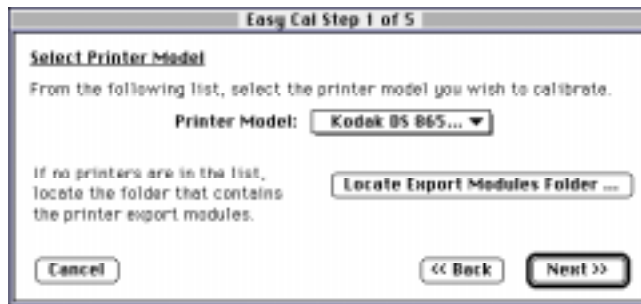 Easy Cal Step 1 of 5
Select Printer Model
From the following list, select the printer model you wish to calibrate.
Printer Model: Kodak DS 865... ▼
If no printers are in the list,
locate the folder that contains
the printer export modules.
Locate Export Modules Folder ...
Cancel << Back Next >>